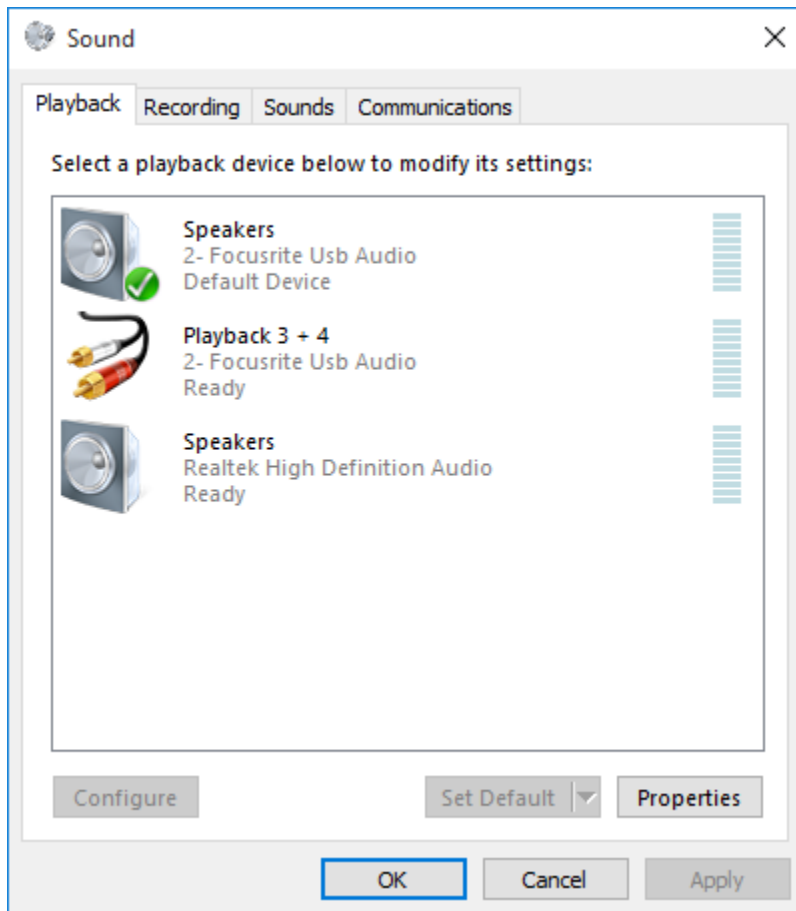 Sound
Playback Recording Sounds Communications
Select a playback device below to modify its settings:
Speakers
2- Focusrite Usb Audio
Default Device
Playback 3 + 4
2- Focusrite Usb Audio
Ready
Speakers
Realtek High Definition Audio
Ready
Configure Set Default Properties
OK Cancel Apply